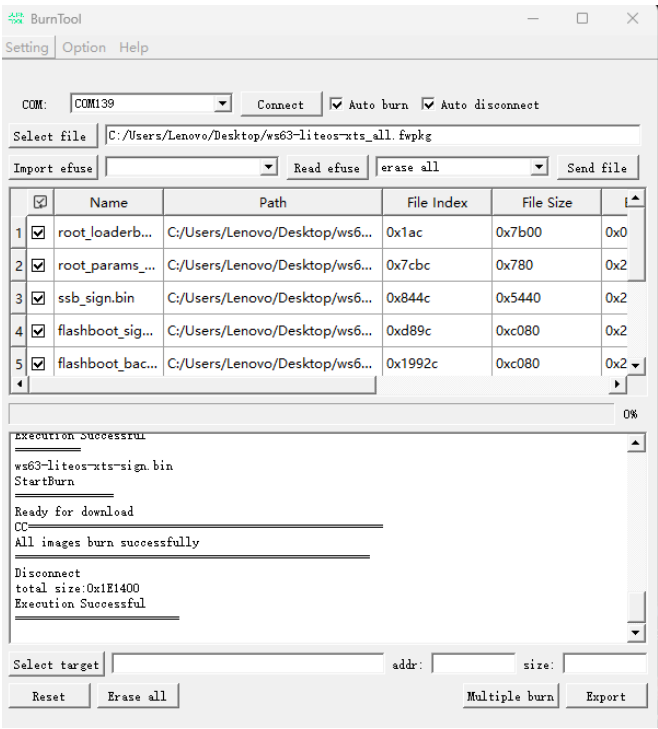 BurnTool
Setting Option Help
COM: COM139 Connect Auto burn Auto disconnect
Select file C:/Users/Lenovo/Desktop/ws63-liteos-xts_all.fwpkg
Import efuse Read efuse erase all Send file
Name Path File Index File Size
1 root_loaderb... C:/Users/Lenovo/Desktop/ws6... 0x1ac 0x7b00 0x0
2 root_params_... C:/Users/Lenovo/Desktop/ws6... 0x7cbc 0x780 0x2
3 ssb_sign.bin C:/Users/Lenovo/Desktop/ws6... 0x844c 0x5440 0x2
4 flashboot_sig... C:/Users/Lenovo/Desktop/ws6... 0xd89c 0xc080 0x2
5 flashboot_bac... C:/Users/Lenovo/Desktop/ws6... 0x1992c 0xc080 0x2
0%
Execution Successful
ws63-liteos-xts-sign.bin
StartBurn
Ready for download
CC
All images burn successfully
Disconnect
total size:0x1E1400
Execution Successful
Select target addr: size:
Reset Erase all Multiple burn Export